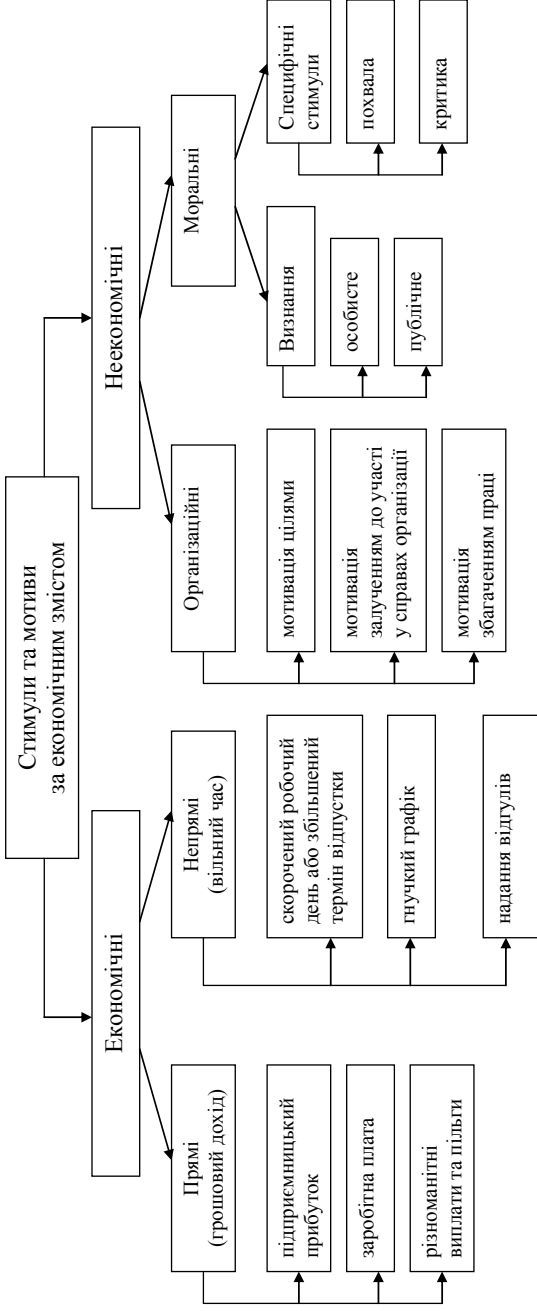 Стимули та мотиви
за економічним змістом
Економічні
Неекономічні
Прямі
(грошовий дохід)
Непрямі
(вільний час)
Організаційні
Моральні
підприємницький
прибуток
заробітна плата
різноманітні
виплати та пільги
скорочений робочий
день або збільшений
термін відпустки
гнучкий графік
надання відгулів
мотивація цілями
мотивація
залученням до участі
у справах організації
мотивація
збагаченням праці
Визнання
особисте
публічне
Специфічні
стимули
похвала
критика